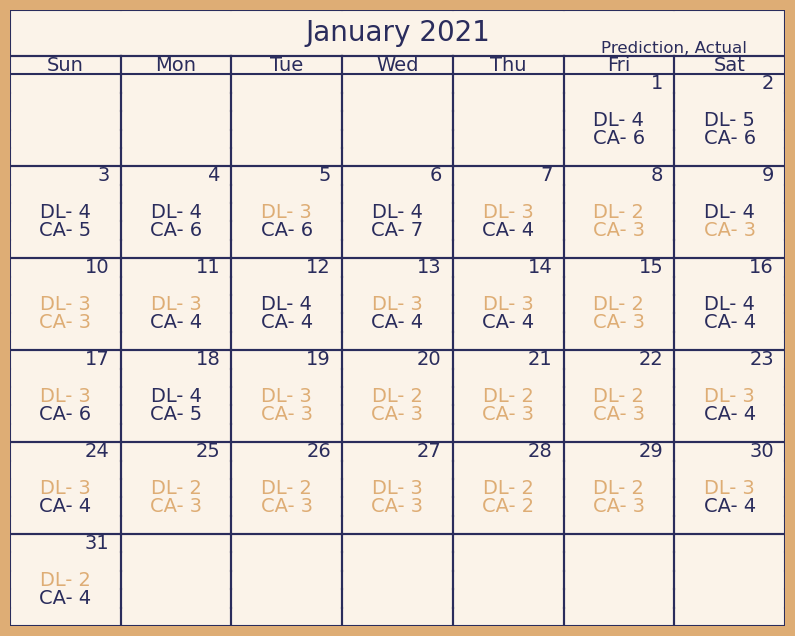 January 2021
Prediction, Actual
Sun Mon Tue Wed Thu Fri Sat
1 2
DL- 4 DL- 5
CA- 6 CA- 6
3 4 5 6 7 8 9
DL- 4 DL- 4 DL- 3 DL- 4 DL- 3 DL- 2 DL- 4
CA- 5 CA- 6 CA- 6 CA- 7 CA- 4 CA- 3 CA- 3
10 11 12 13 14 15 16
DL- 3 DL- 3 DL- 4 DL- 3 DL- 3 DL- 2 DL- 4
CA- 3 CA- 4 CA- 4 CA- 4 CA- 4 CA- 3 CA- 4
17 18 19 20 21 22 23
DL- 3 DL- 4 DL- 3 DL- 2 DL- 2 DL- 2 DL- 3
CA- 6 CA- 5 CA- 3 CA- 3 CA- 3 CA- 3 CA- 4
24 25 26 27 28 29 30
DL- 3 DL- 2 DL- 2 DL- 3 DL- 2 DL- 2 DL- 3
CA- 4 CA- 3 CA- 3 CA- 3 CA- 2 CA- 3 CA- 4
31
DL- 2
CA- 4